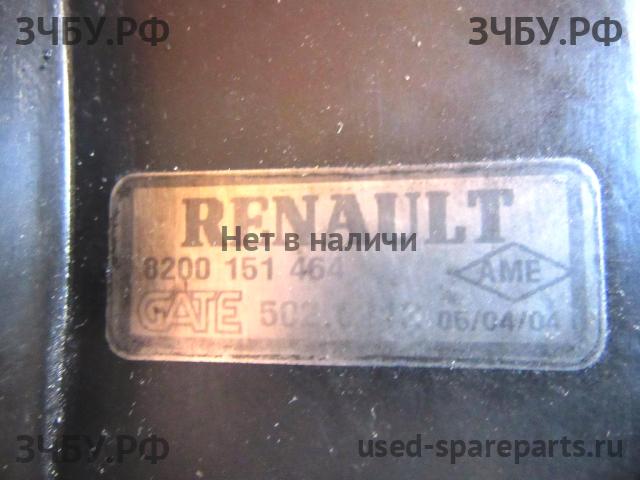 ЗЧБУ.РФ ЗЧБУ.РФ
RENAULT
Нет в наличи
8200 151 464
AME
GATE 05/04/04
ЗЧБУ.РФ used-spareparts.ru